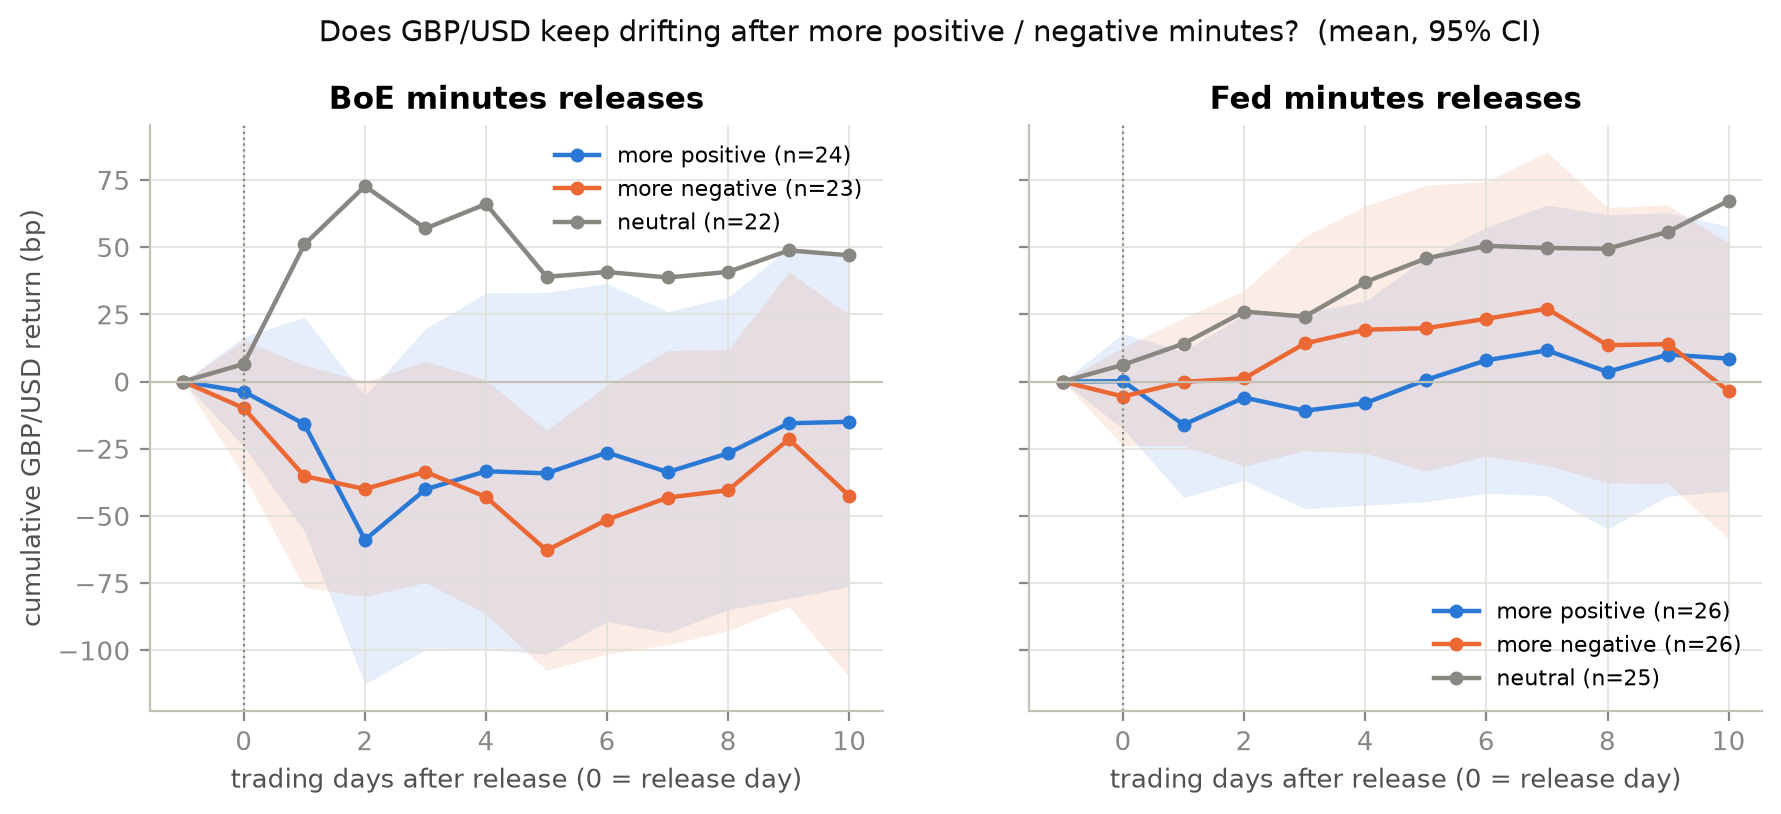 Does GBP/USD keep drifting after more positive / negative minutes?  (mean, 95% CI)
BoE minutes releases
cumulative GBP/USD return (bp)
75
50
25
0
−25
−50
−75
−100
more positive (n=24)
more negative (n=23)
neutral (n=22)
0 2 4 6 8 10
trading days after release (0 = release day)
Fed minutes releases
more positive (n=26)
more negative (n=26)
neutral (n=25)
0 2 4 6 8 10
trading days after release (0 = release day)